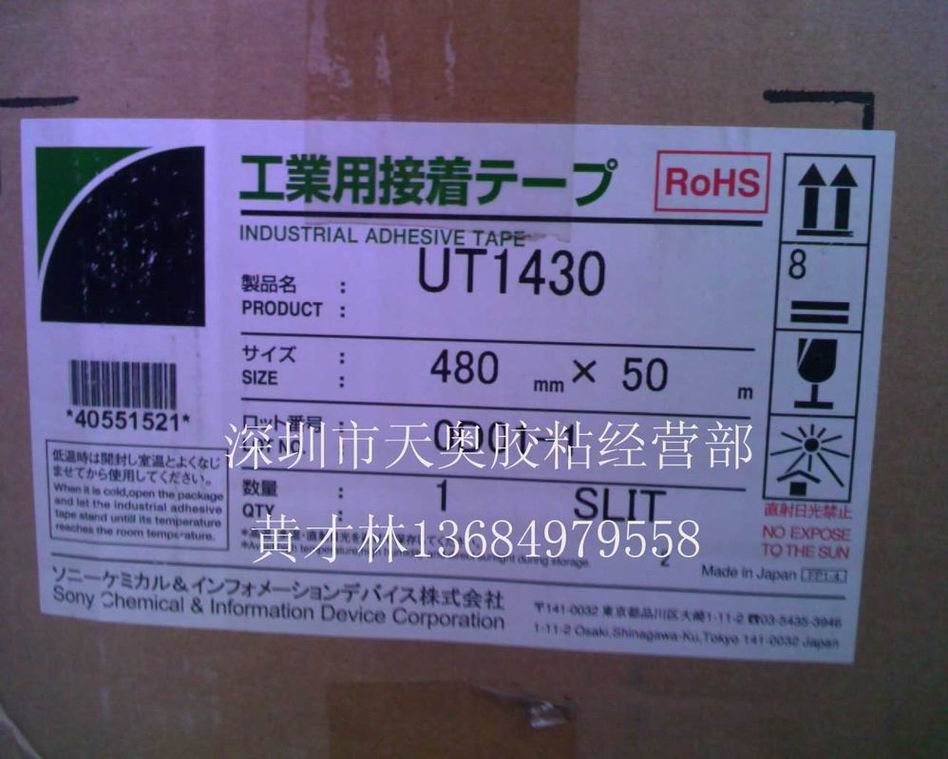 工業用接着テープ
RoHS
INDUSTRIAL ADHESIVE TAPE
製品名 :
PRODUCT :
UT1430
8
サイズ :
SIZE :
480 mm × 50 m
*40551521*
ロット番号 :
深圳市天奥胶粘经营部
低温時は開封し室温とよくなじ
ませてから使用してください。
When it is cold,open the package
and let the industrial adhesive
tape stand untill its temperature
reaches the room temperature.
数量 :
QTY :
1 SLIT
黄才林13684979558
2
直射日光禁止
NO EXPOSE
TO THE SUN
Made in Japan
ソニーケミカル&インフォメーションデバイス株式会社
Sony Chemical & Information Device Corporation
〒141-0032 東京都品川区大崎1-11-2 ☎03-5435-3946
1-11-2 Osaki,Shinagawa-Ku,Tokyo 141-0032 Japan